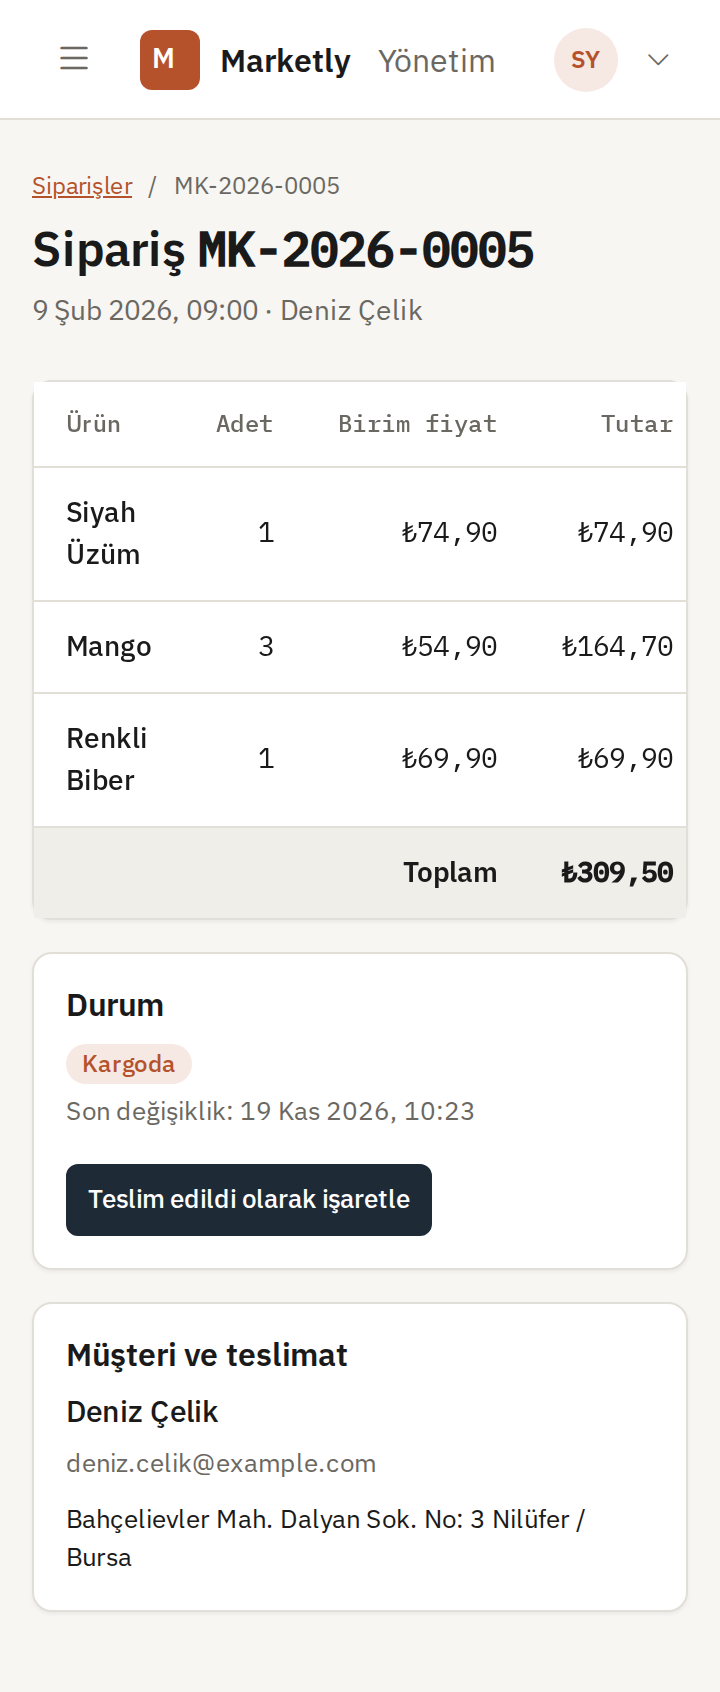 M Marketly Yönetim SY
Siparişler / MK-2026-0005
Sipariş MK-2026-0005
9 Şub 2026, 09:00 · Deniz Çelik
Ürün Adet Birim fiyat Tutar
Siyah
Üzüm 1 ₺74,90 ₺74,90
Mango 3 ₺54,90 ₺164,70
Renkli
Biber 1 ₺69,90 ₺69,90
Toplam ₺309,50
Durum
Kargoda
Son değişiklik: 19 Kas 2026, 10:23
Teslim edildi olarak işaretle
Müşteri ve teslimat
Deniz Çelik
deniz.celik@example.com
Bahçelievler Mah. Dalyan Sok. No: 3 Nilüfer /
Bursa